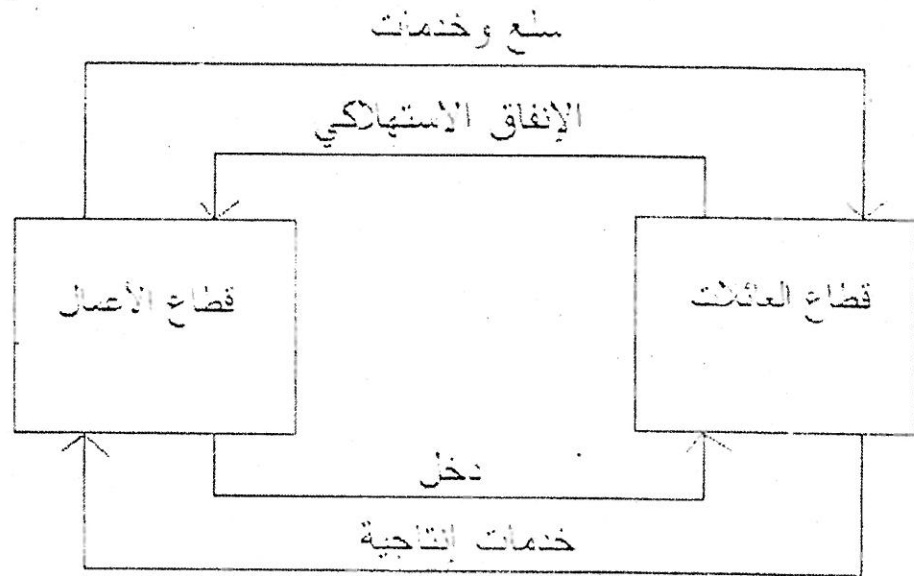 سلع وخدمات
الإنفاق الاستهلاكي
قطاع العائلات
قطاع الأعمال
دخل
خدمات إنتاجية